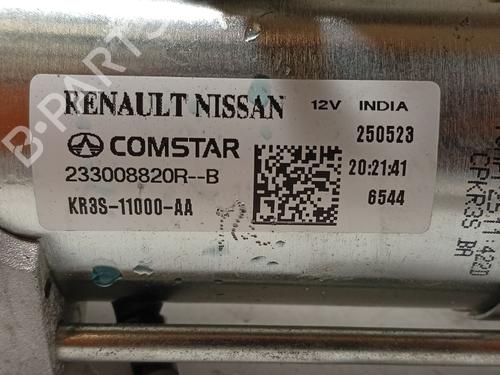 RENAULT NISSAN 12V INDIA
COMSTAR 250523
233008820R--B 20:21:41
KR3S-11000-AA 6544
B-PARTS